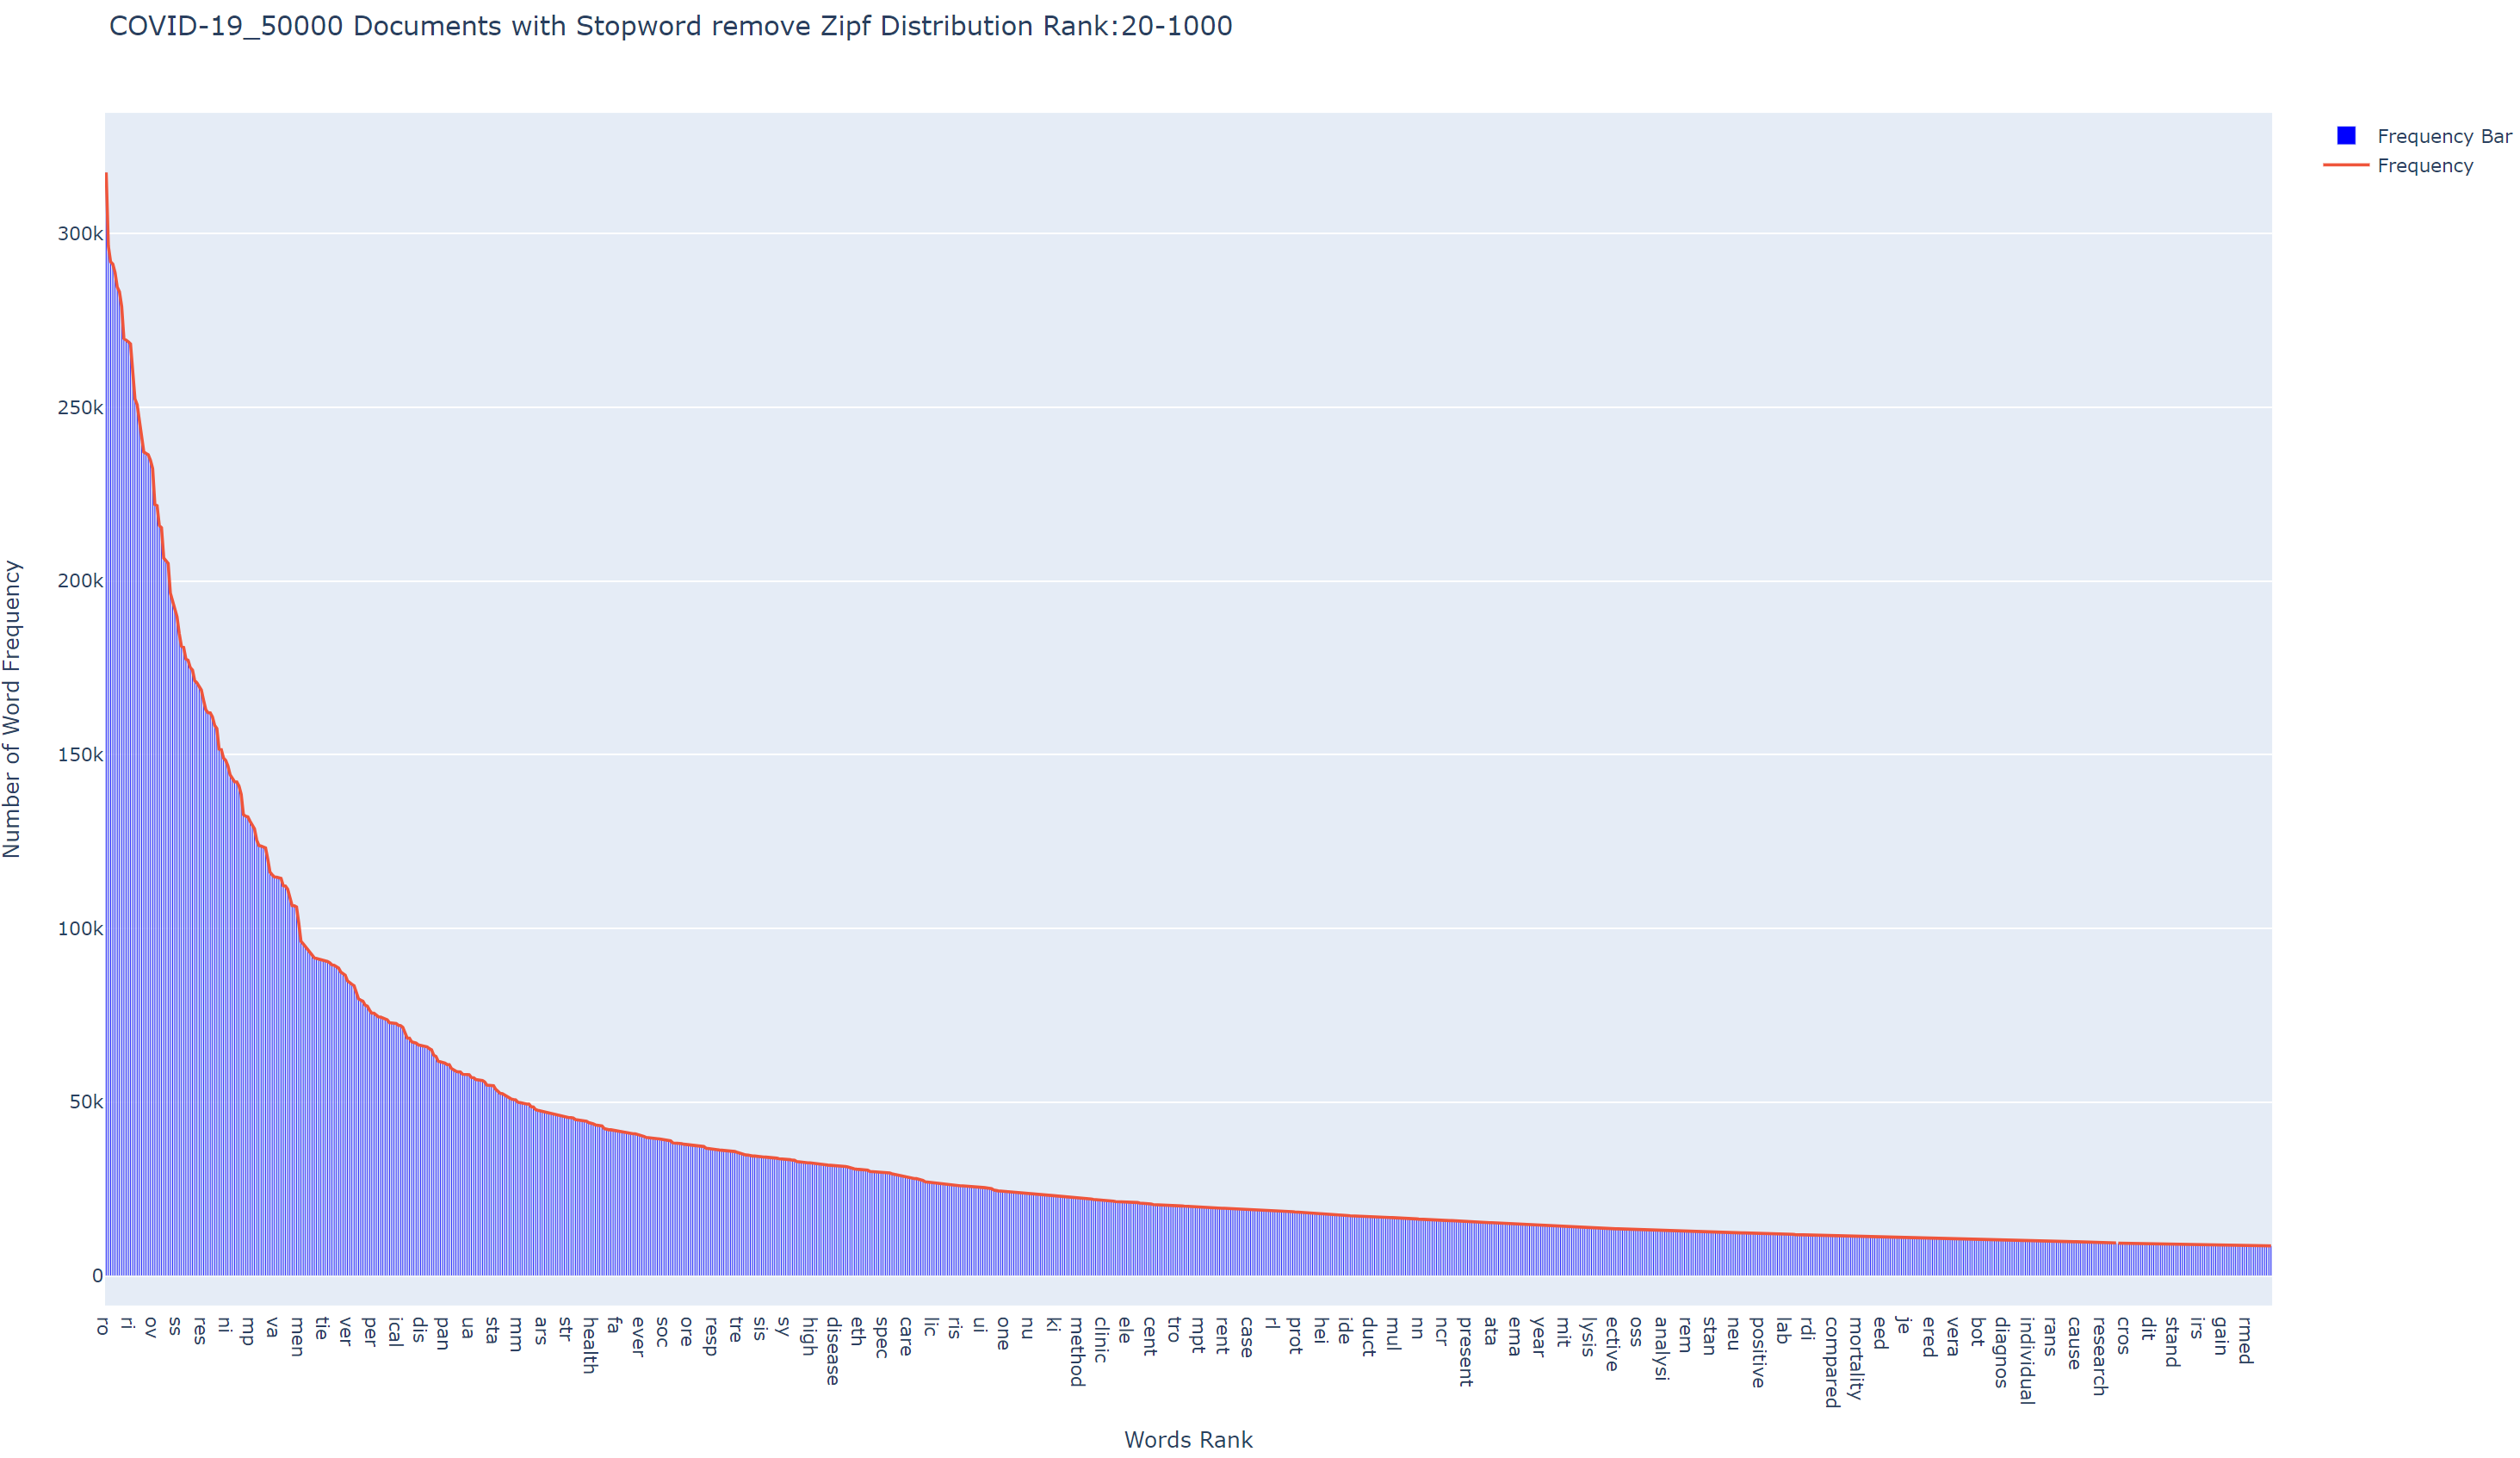 COVID-19_50000 Documents with Stopword remove Zipf Distribution Rank:20-1000
Frequency Bar
Frequency
Number of Word Frequency
300k
250k
200k
150k
100k
50k
0
ro
ri
ov
ss
res
ni
mp
va
men
tie
ver
per
ical
dis
pan
ua
sta
mm
ars
str
health
fa
ever
soc
ore
resp
tre
sis
sy
high
disease
eth
spec
care
lic
ris
ui
one
nu
ki
method
clinic
ele
cent
tro
mpt
rent
case
rl
prot
hei
ide
duct
mul
nn
ncr
present
ata
ema
year
mit
lysis
ective
oss
analysi
rem
stan
neu
positive
lab
rdi
compared
mortality
eed
je
ered
vera
bot
diagnos
individual
rans
cause
research
cros
dit
stand
irs
gain
rmed
Words Rank